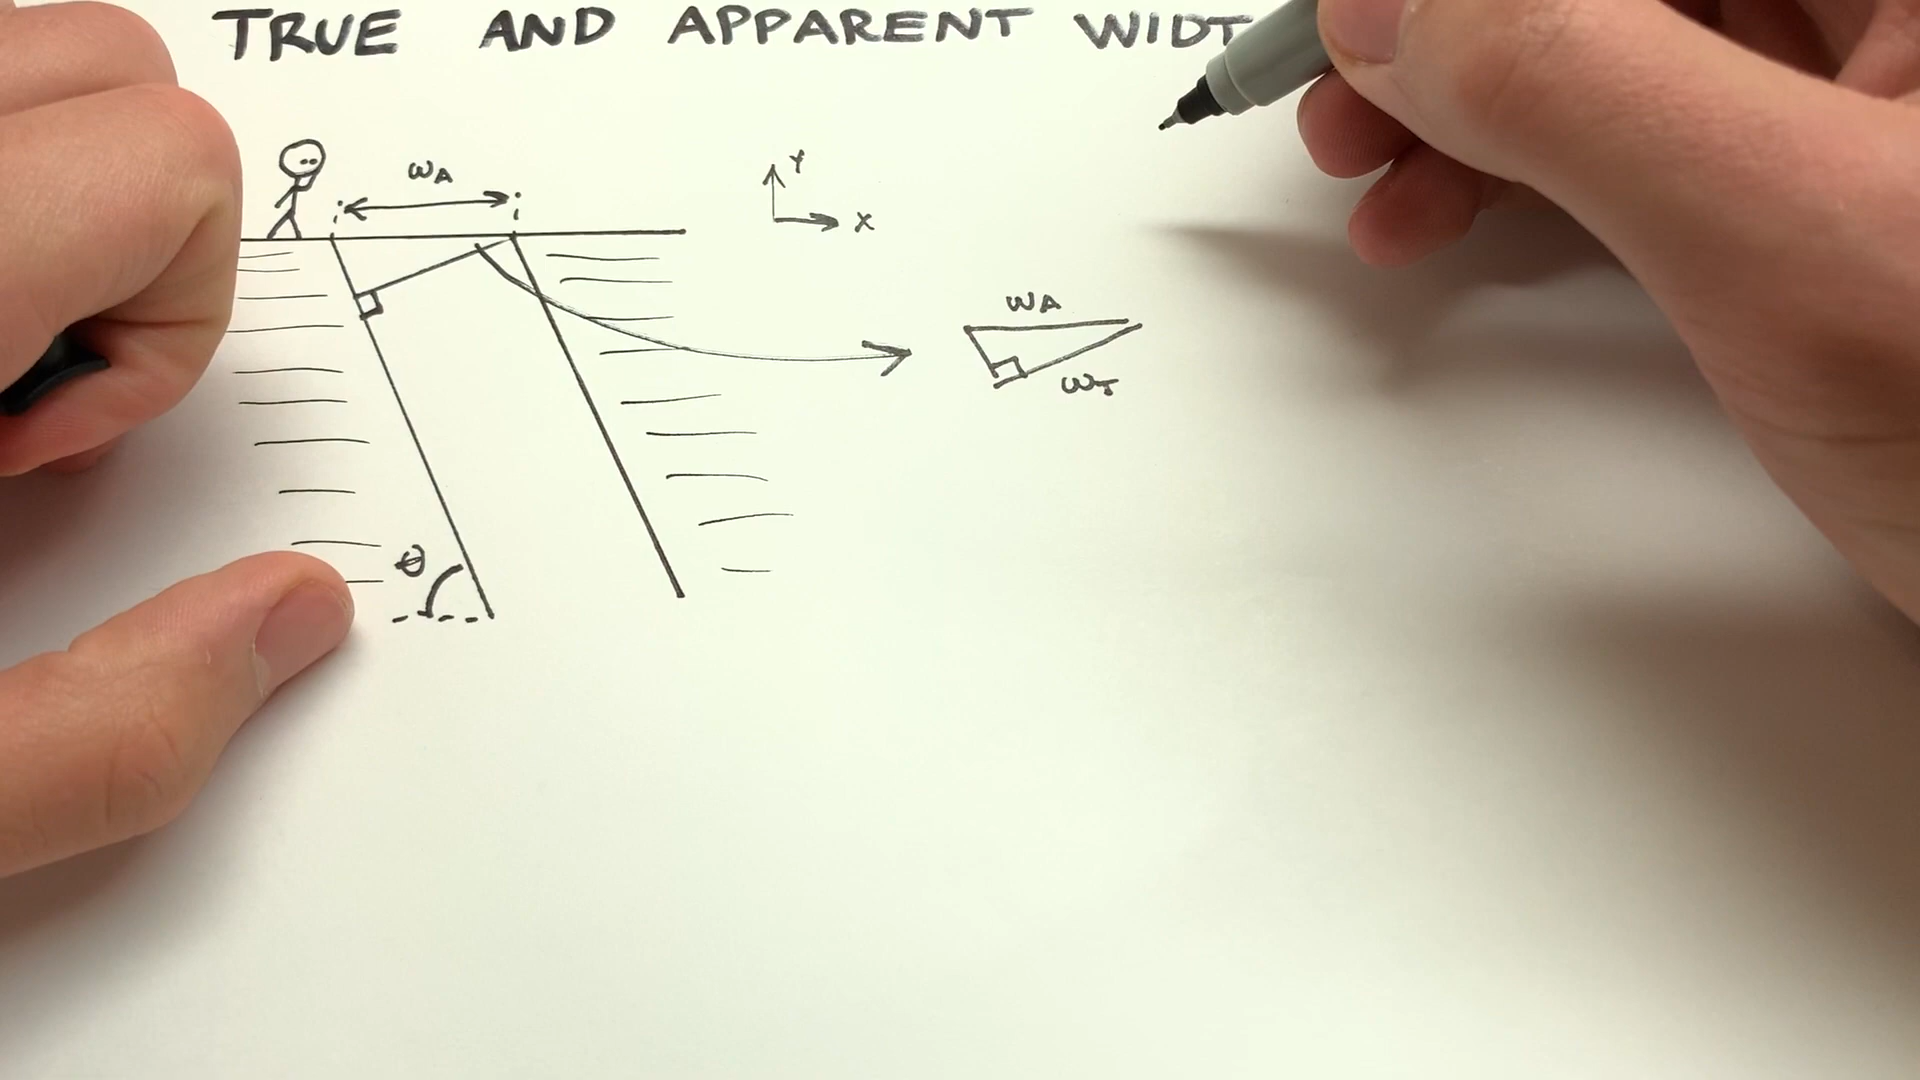 TRUE AND APPARENT WIDT
WA
Y
X
WA
WT
θ